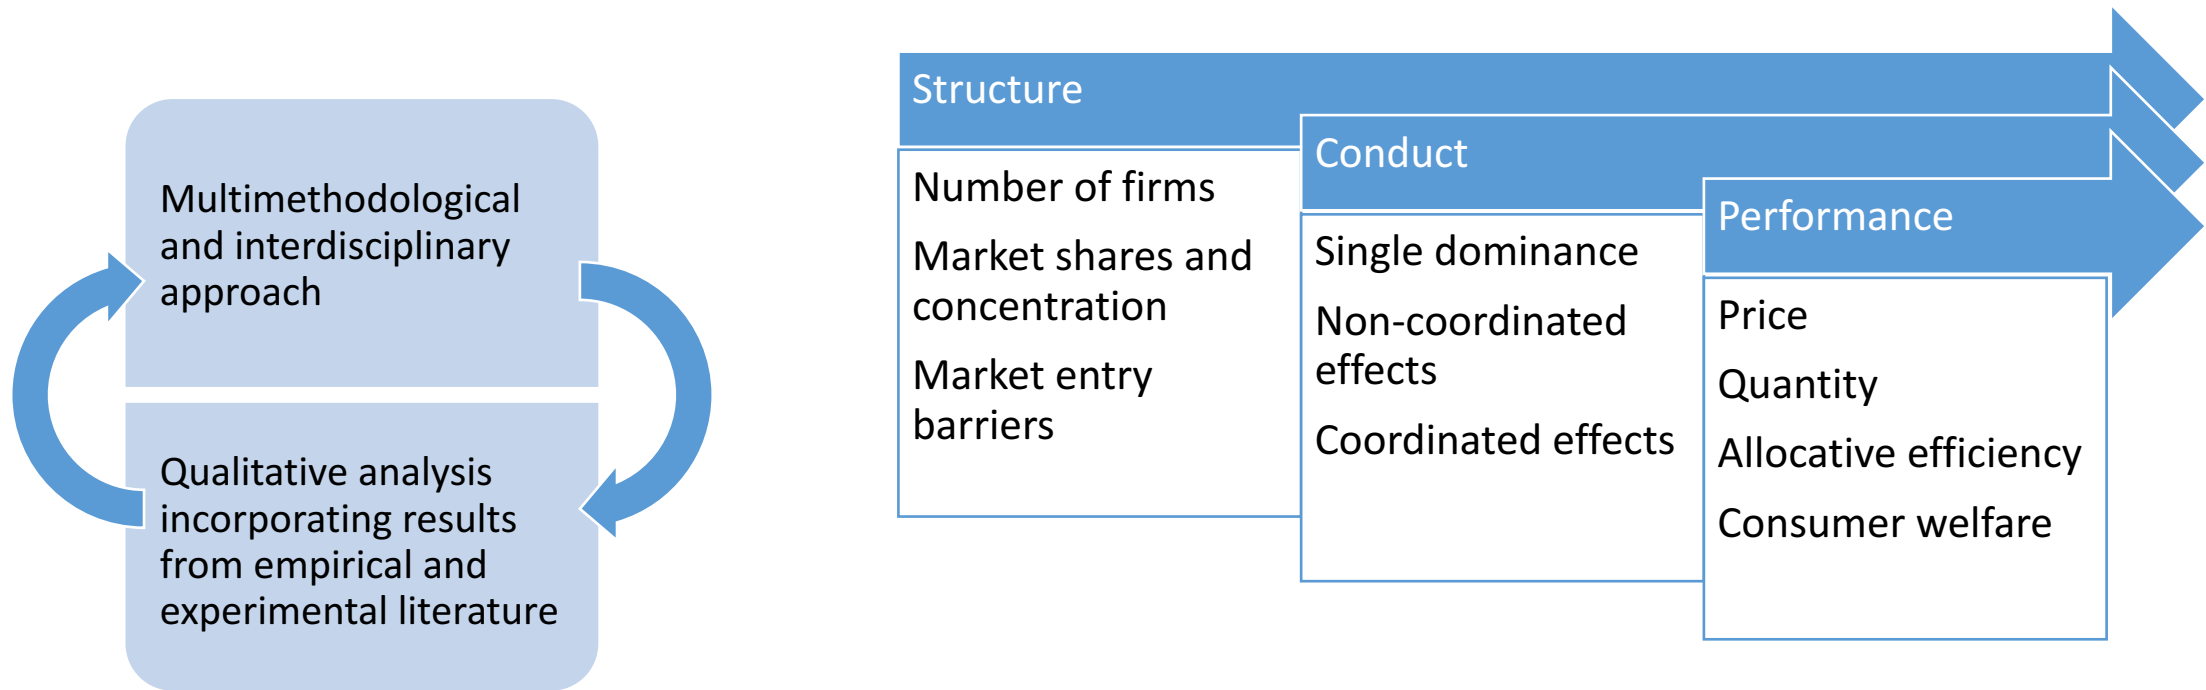 Multimethodological
and interdisciplinary
approach
Qualitative analysis
incorporating results
from empirical and
experimental literature
Structure
Number of firms
Market shares and
concentration
Market entry
barriers
Conduct
Single dominance
Non-coordinated
effects
Coordinated effects
Performance
Price
Quantity
Allocative efficiency
Consumer welfare